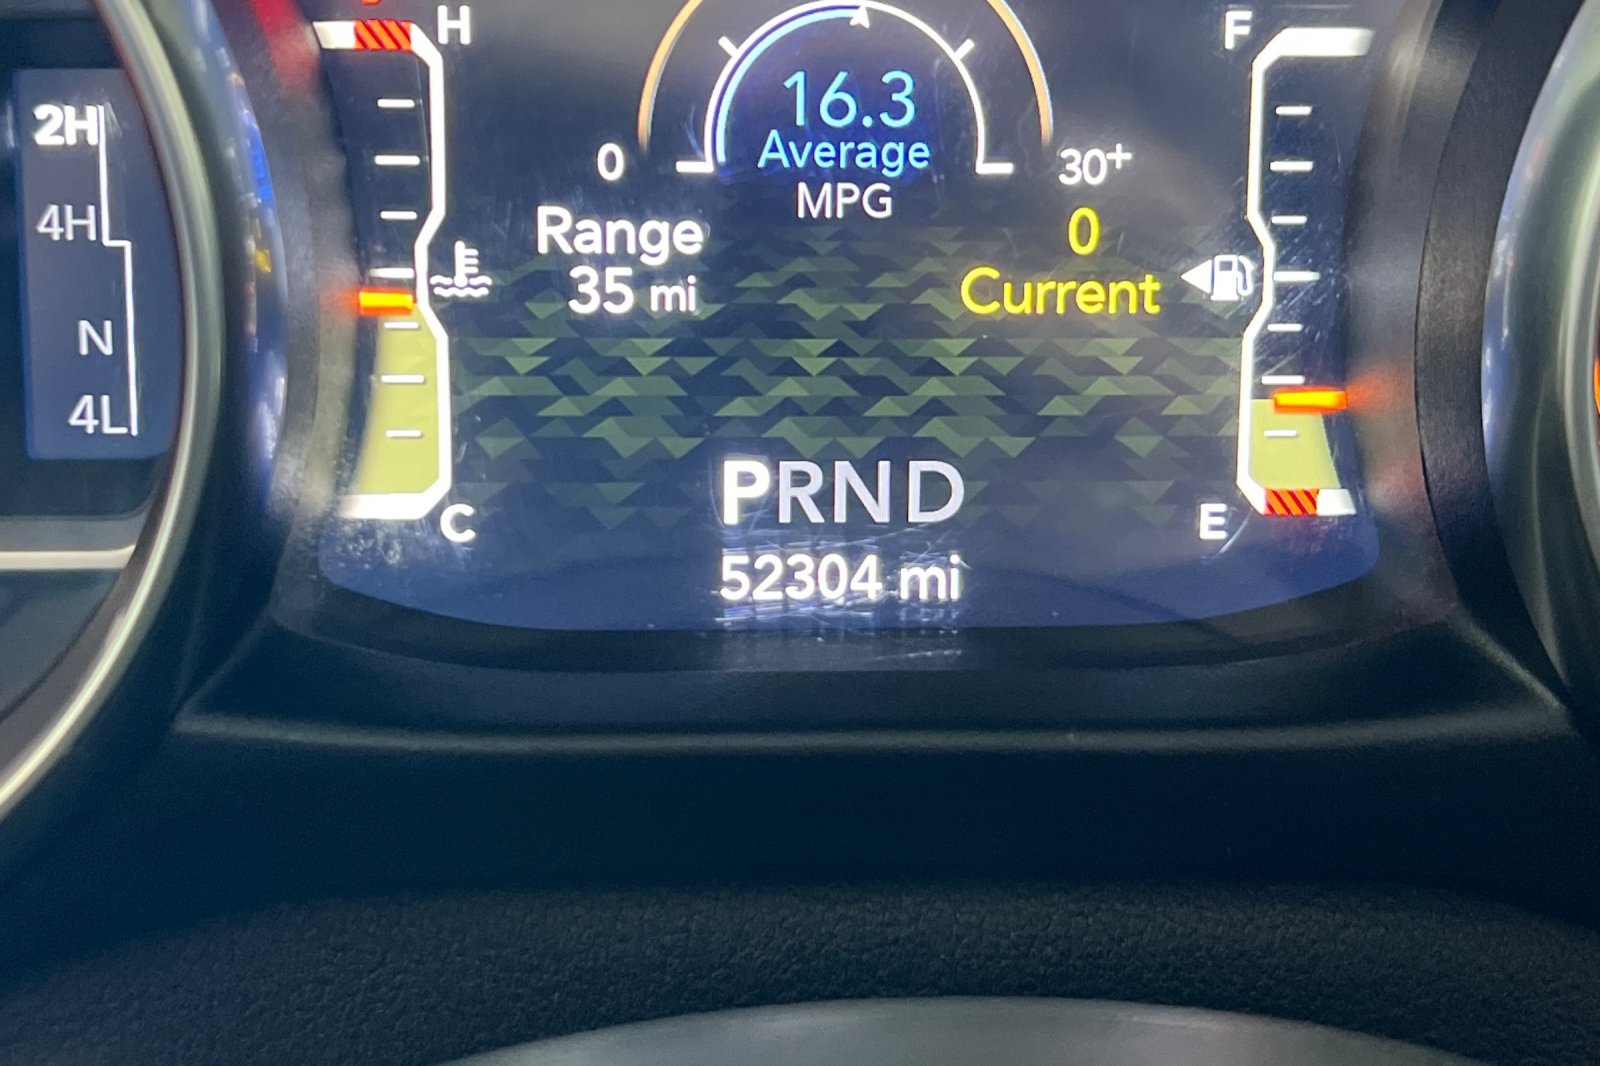 H
F
2H
16.3
Average
0
30+
MPG
4H
Range
0
35 mi
Current
N
4L
PRND
C
E
52304 mi